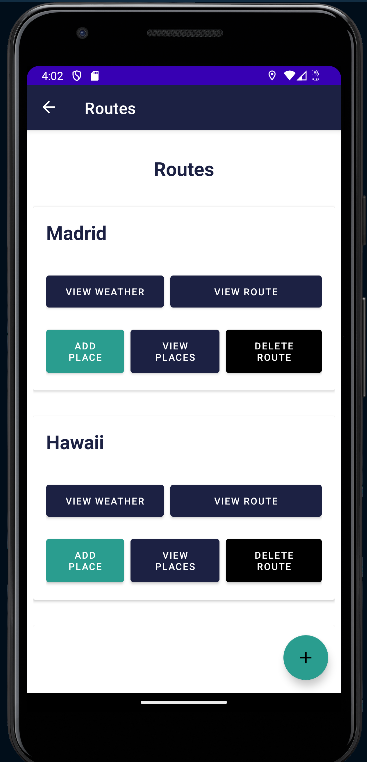 4:02
Routes
Routes
Madrid
VIEW WEATHER VIEW ROUTE
ADD PLACE VIEW PLACES DELETE ROUTE
Hawaii
VIEW WEATHER VIEW ROUTE
ADD PLACE VIEW PLACES DELETE ROUTE
+